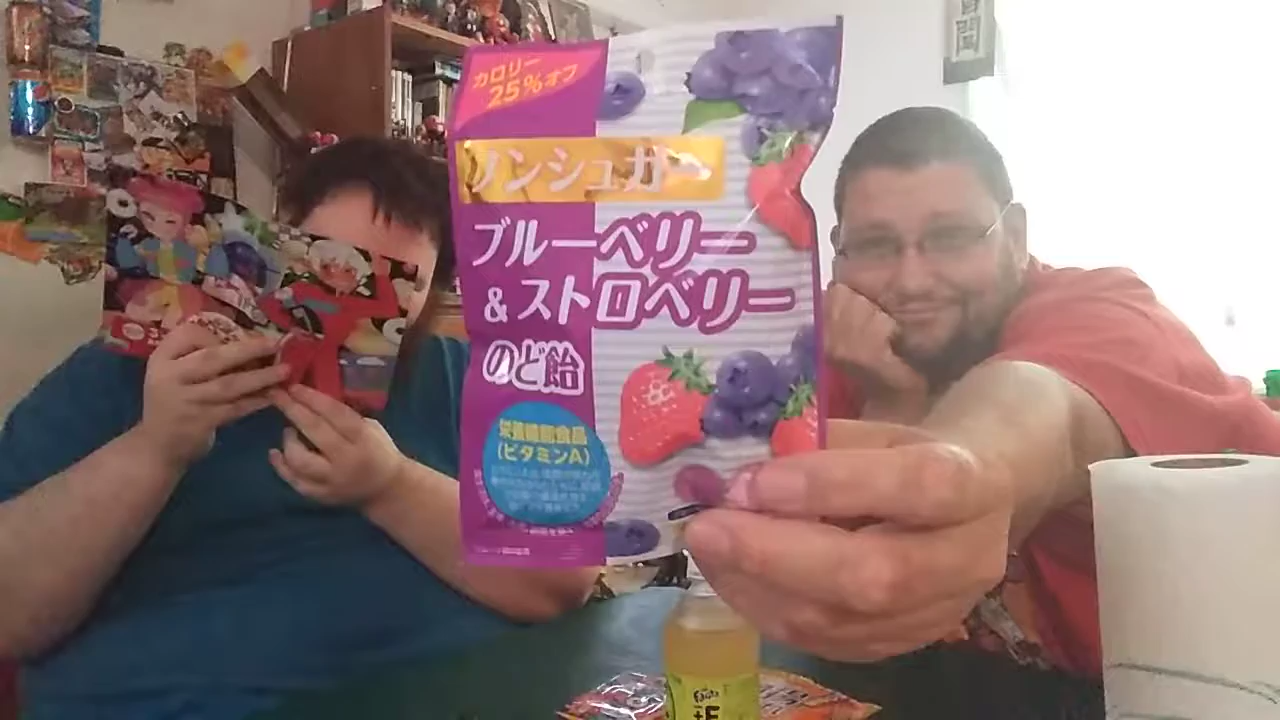 カロリー
25%オフ
ノンシュガー
ブルーベリー
&ストロベリー
のど飴
栄養機能食品
(ビタミンA)
Fanta